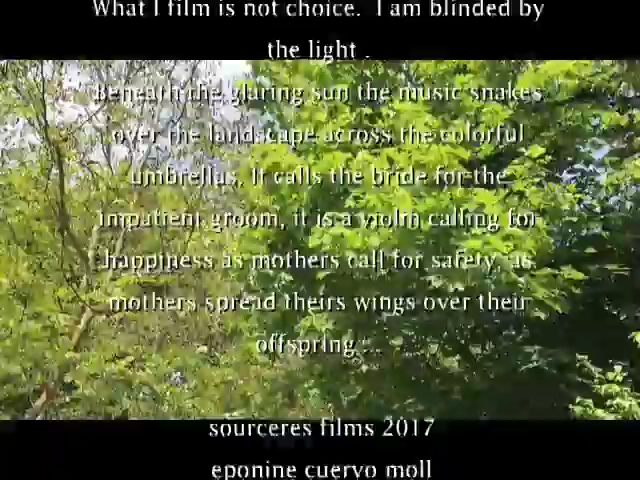 What I film is not choice. I am blinded by
the light .
Beneath the glaring sun the music snakes
over the landscape across the colorful
umbrellas. It calls the bride for the
impatient groom, it is a violin calling for
happiness as mothers call for safety as
mothers spread theirs wings over their
offspring ...
sourceres films 2017
eponine cuervo moll